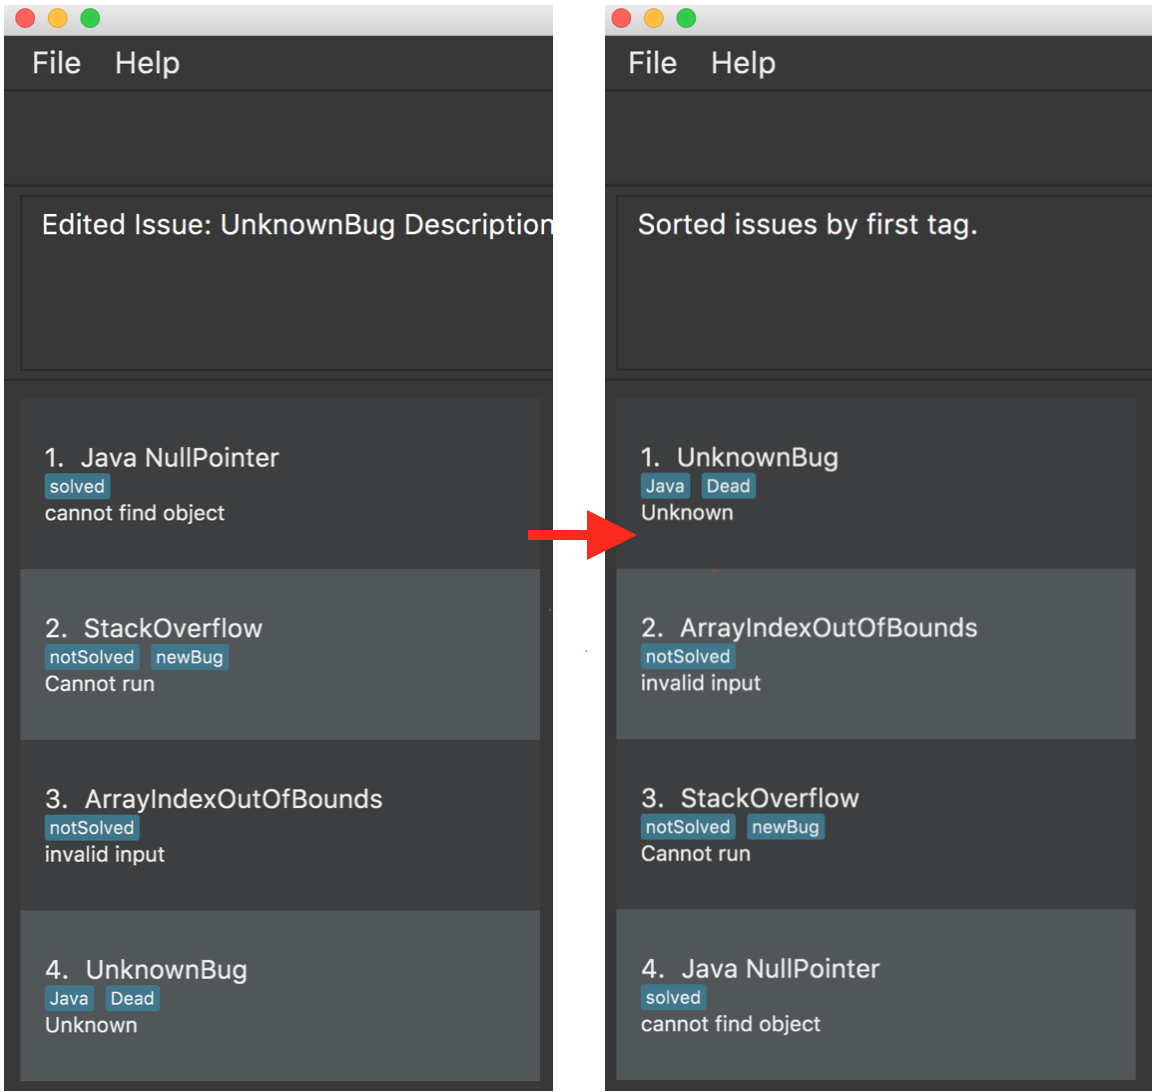 File Help
Edited Issue: UnknownBug Description
1. Java NullPointer
solved
cannot find object
2. StackOverflow
notSolved newBug
Cannot run
3. ArrayIndexOutOfBounds
notSolved
invalid input
4. UnknownBug
Java Dead
Unknown
File Help
Sorted issues by first tag.
1. UnknownBug
Java Dead
Unknown
2. ArrayIndexOutOfBounds
notSolved
invalid input
3. StackOverflow
notSolved newBug
Cannot run
4. Java NullPointer
solved
cannot find object